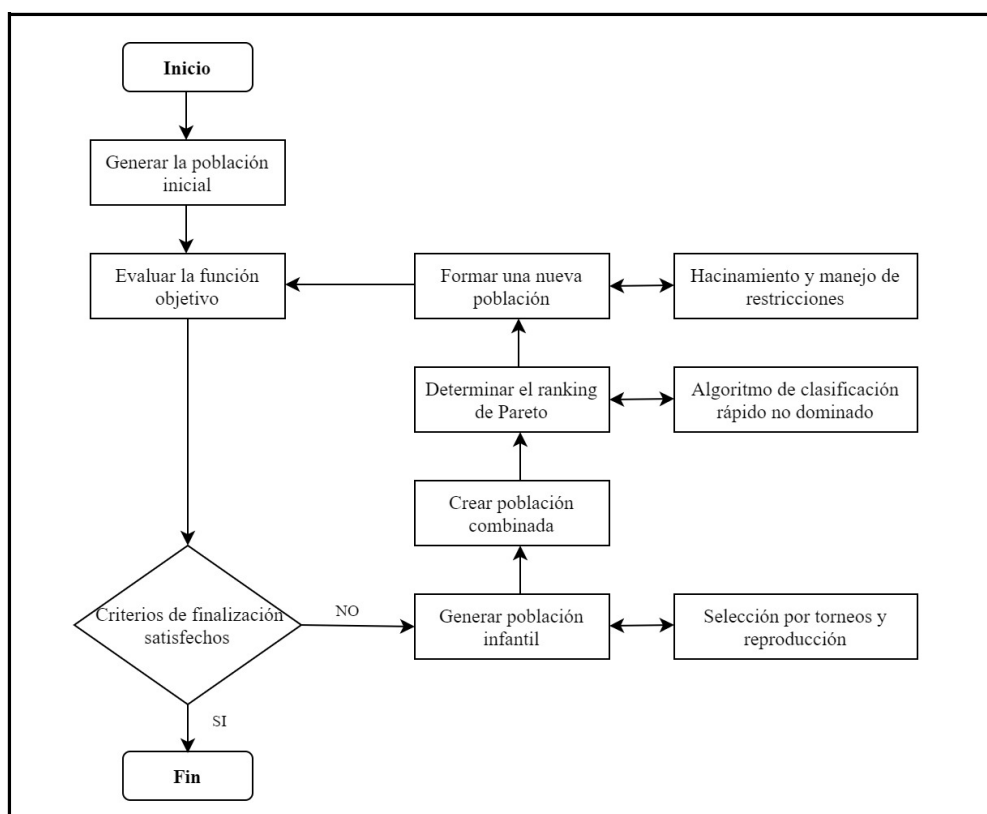 Inicio
Generar la población
inicial
Evaluar la función
objetivo
Formar una nueva
población
Hacinamiento y manejo de
restricciones
Determinar el ranking
de Pareto
Algoritmo de clasificación
rápido no dominado
Crear población
combinada
Criterios de finalización
satisfechos
NO
Generar población
infantil
Selección por torneos y
reproducción
SI
Fin